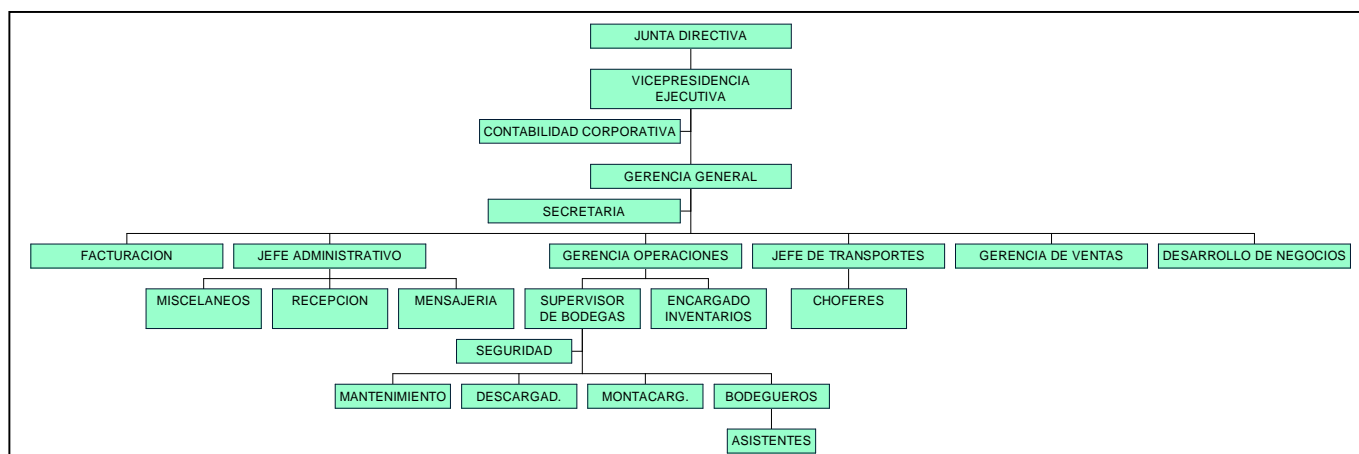 JUNTA DIRECTIVA
VICEPRESIDENCIA
EJECUTIVA
CONTABILIDAD CORPORATIVA
GERENCIA GENERAL
SECRETARIA
FACTURACION
JEFE ADMINISTRATIVO
GERENCIA OPERACIONES
JEFE DE TRANSPORTES
GERENCIA DE VENTAS
DESARROLLO DE NEGOCIOS
MISCELANEOS
RECEPCION
MENSAJERIA
SUPERVISOR
DE BODEGAS
ENCARGADO
INVENTARIOS
CHOFERES
SEGURIDAD
MANTENIMIENTO
DESCARGAD.
MONTACARG.
BODEGUEROS
ASISTENTES